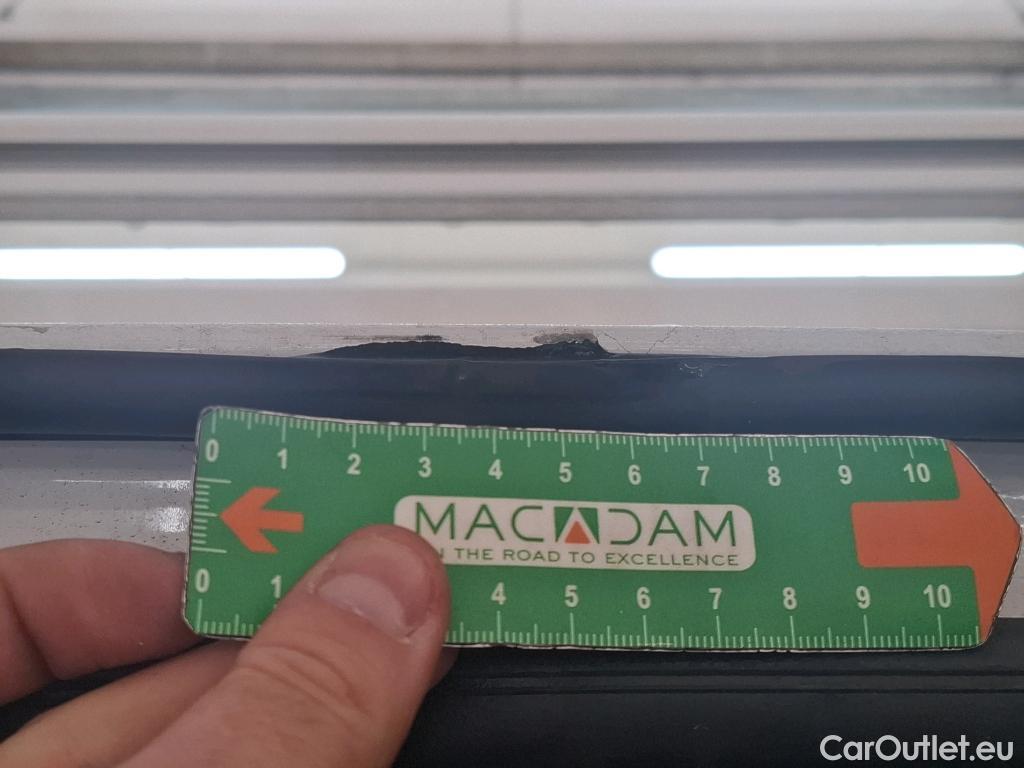 0 1 2 3 4 5 6 7 8 9 10
MACADAM
N THE ROAD TO EXCELLENCE
0 1 4 5 6 7 8 9 10
CarOutlet.eu